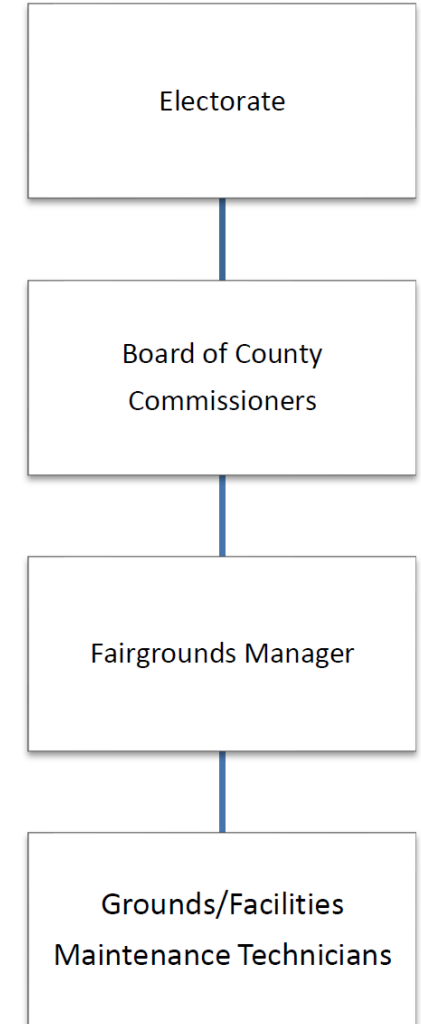 Electorate
Board of County
Commissioners
Fairgrounds Manager
Grounds/Facilities
Maintenance Technicians